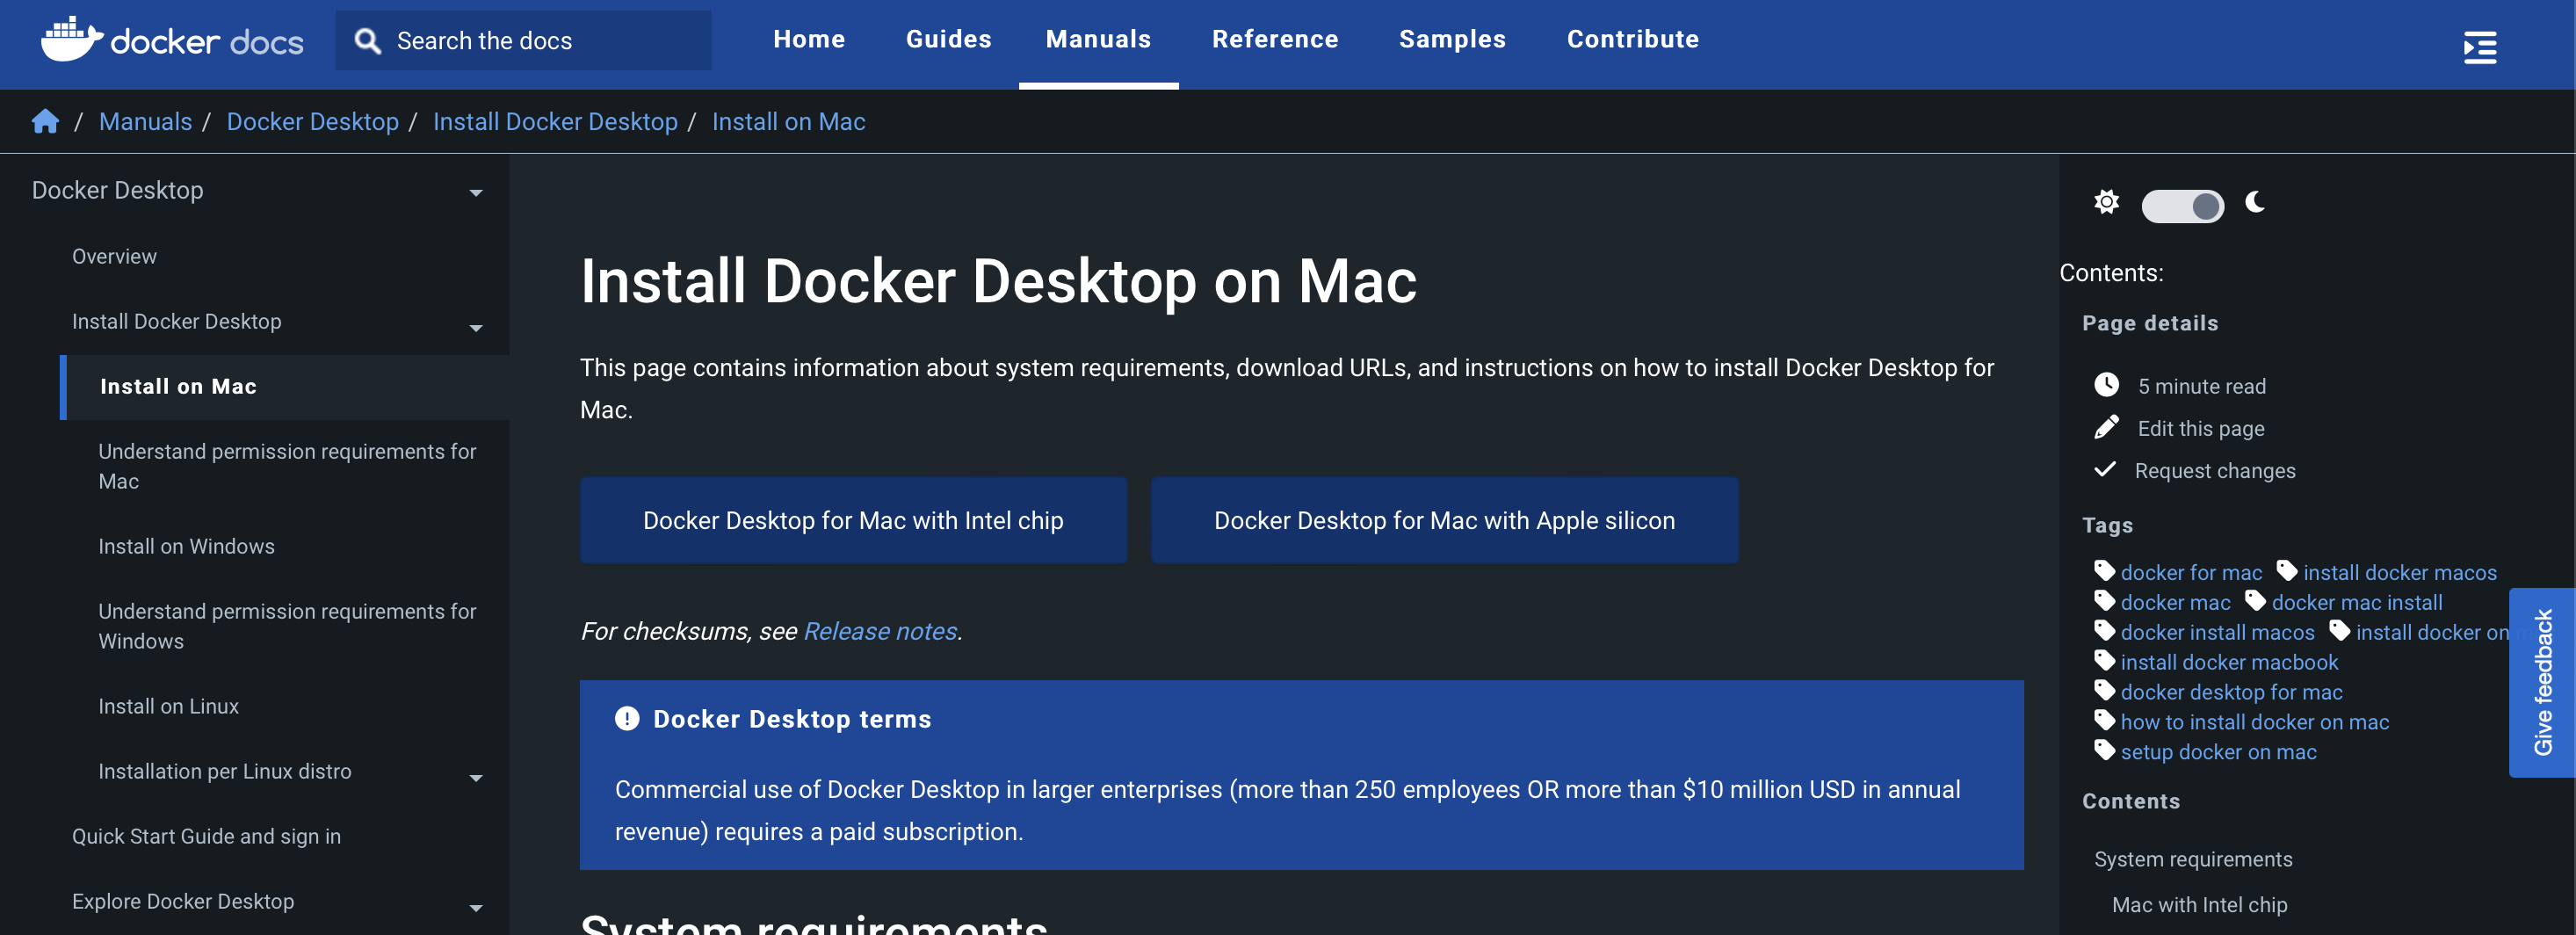 docker docs
Search the docs
Home Guides Manuals Reference Samples Contribute
/ Manuals / Docker Desktop / Install Docker Desktop / Install on Mac
Docker Desktop
Overview
Install Docker Desktop
Install on Mac
Understand permission requirements for
Mac
Install on Windows
Understand permission requirements for
Windows
Install on Linux
Installation per Linux distro
Quick Start Guide and sign in
Explore Docker Desktop
Install Docker Desktop on Mac
This page contains information about system requirements, download URLs, and instructions on how to install Docker Desktop for
Mac.
Docker Desktop for Mac with Intel chip
Docker Desktop for Mac with Apple silicon
For checksums, see Release notes.
Docker Desktop terms
Commercial use of Docker Desktop in larger enterprises (more than 250 employees OR more than $10 million USD in annual
revenue) requires a paid subscription.
System requirements
Contents:
Page details
5 minute read
Edit this page
Request changes
Tags
docker for mac install docker macos
docker mac docker mac install
docker install macos install docker on
install docker macbook
docker desktop for mac
how to install docker on mac
setup docker on mac
Contents
System requirements
Mac with Intel chip
Give feedback